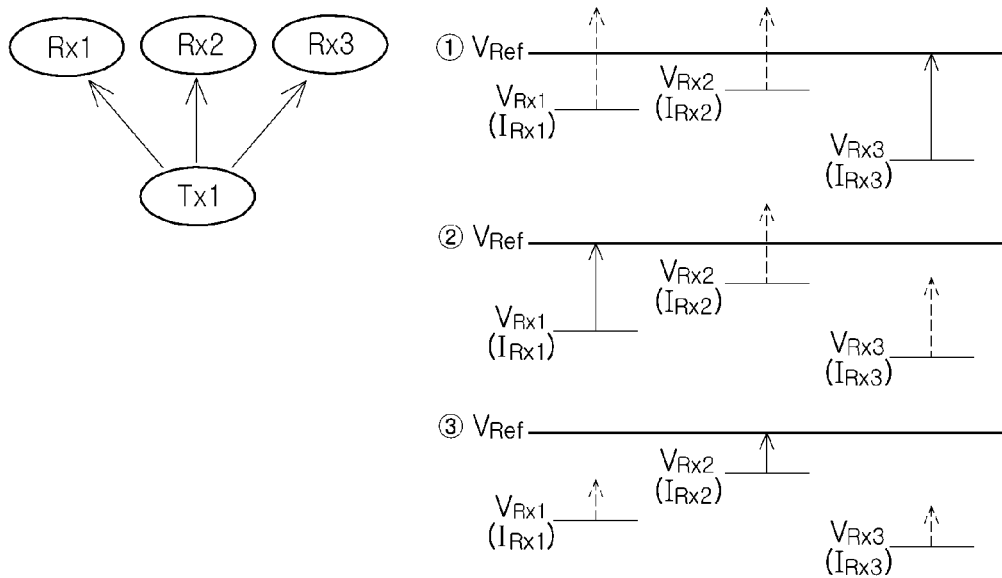 Rx1 Rx2 Rx3
Tx1
① VRef
VRx1
(IRx1)
VRx2
(IRx2)
VRx3
(IRx3)
② VRef
VRx1
(IRx1)
VRx2
(IRx2)
VRx3
(IRx3)
③ VRef
VRx1
(IRx1)
VRx2
(IRx2)
VRx3
(IRx3)